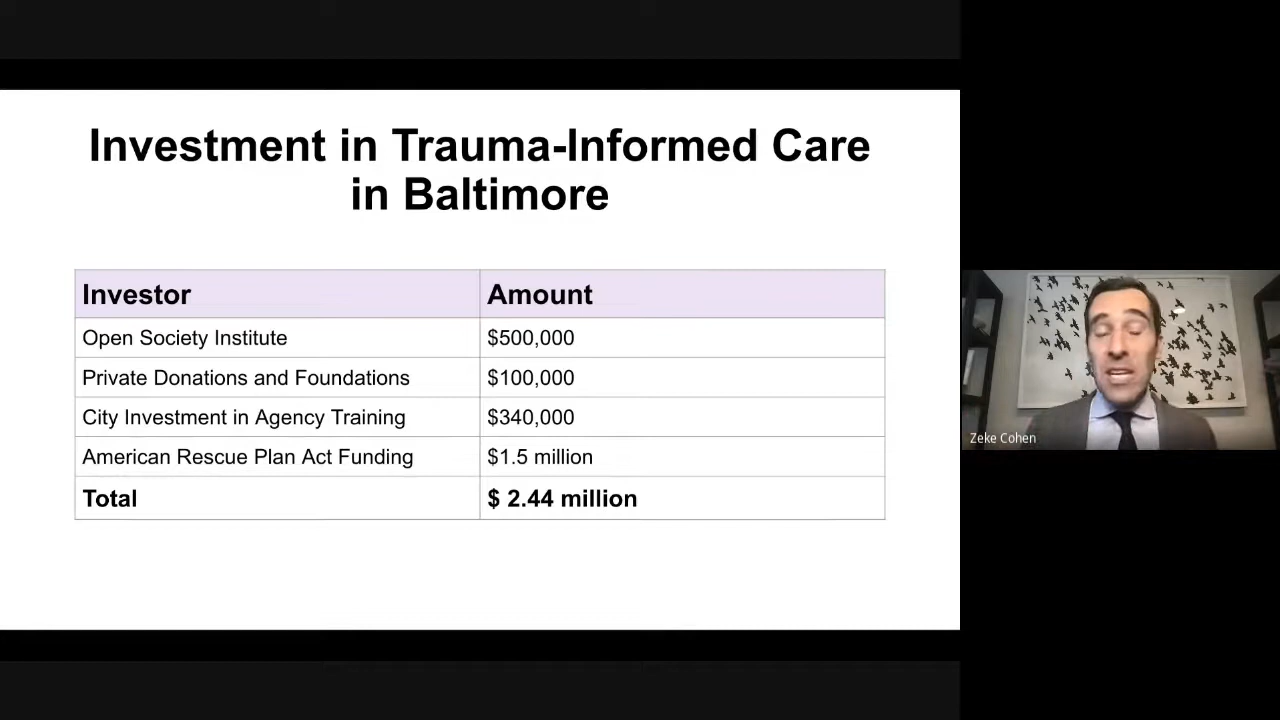 Investment in Trauma-Informed Care
in Baltimore
Investor Amount
Open Society Institute $500,000
Private Donations and Foundations $100,000
City Investment in Agency Training $340,000
American Rescue Plan Act Funding $1.5 million
Total $ 2.44 million
Zeke Cohen